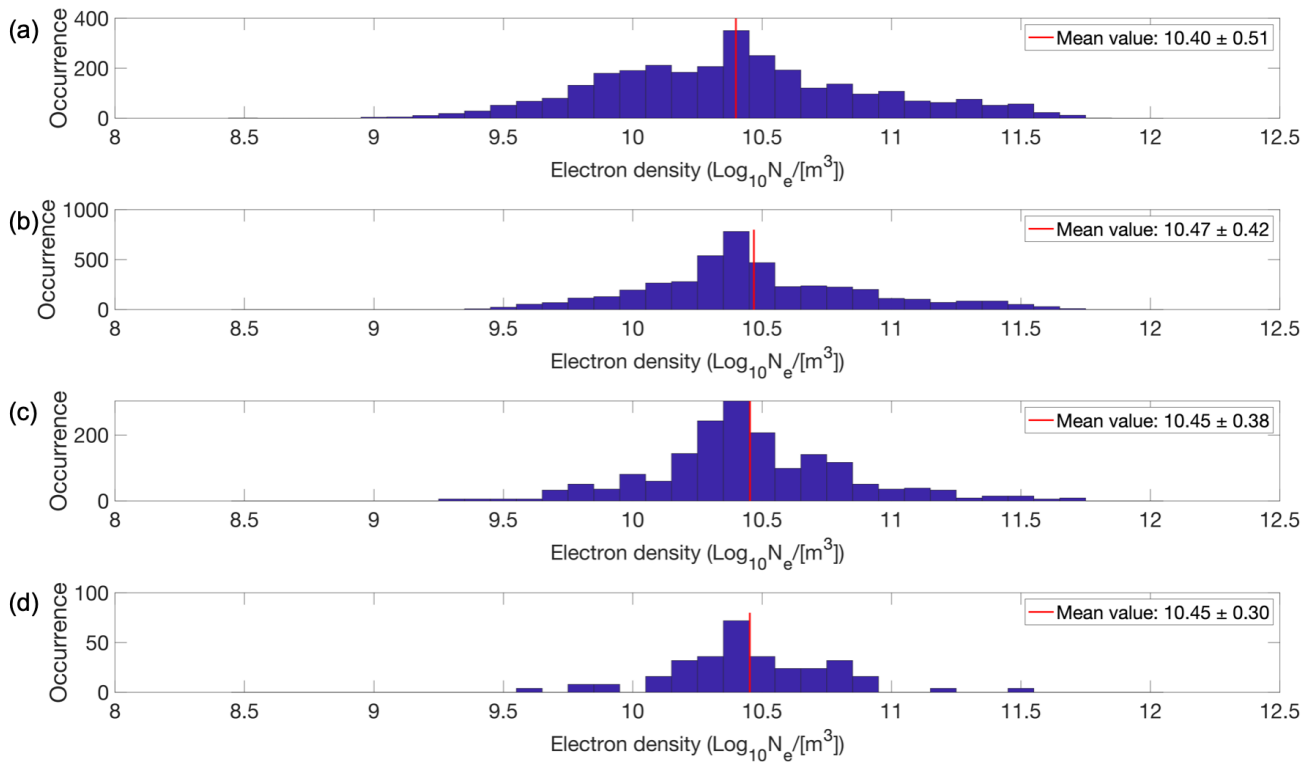 (a)
Occurrence
400
200
0
Mean value: 10.40 ± 0.51
8 8.5 9 9.5 10 10.5 11 11.5 12 12.5
Electron density (Log10Ne/[m3])
(b)
Occurrence
1000
500
0
Mean value: 10.47 ± 0.42
8 8.5 9 9.5 10 10.5 11 11.5 12 12.5
Electron density (Log10Ne/[m3])
(c)
Occurrence
200
0
Mean value: 10.45 ± 0.38
8 8.5 9 9.5 10 10.5 11 11.5 12 12.5
Electron density (Log10Ne/[m3])
(d)
Occurrence
100
50
0
Mean value: 10.45 ± 0.30
8 8.5 9 9.5 10 10.5 11 11.5 12 12.5
Electron density (Log10Ne/[m3])